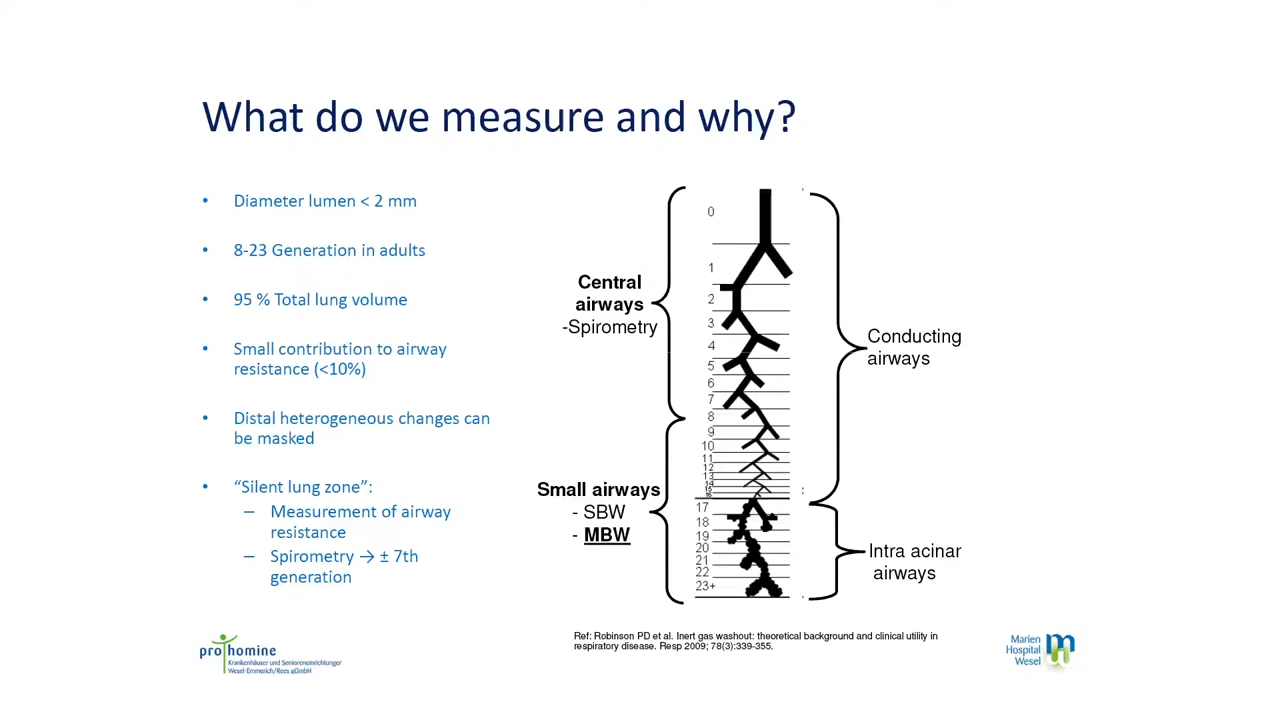 What do we measure and why?
• Diameter lumen < 2 mm
• 8-23 Generation in adults
• 95 % Total lung volume
• Small contribution to airway
resistance (<10%)
• Distal heterogeneous changes can
be masked
• “Silent lung zone”:
– Measurement of airway
resistance
– Spirometry → ± 7th
generation
Central
airways
-Spirometry
Small airways
- SBW
- MBW
0
1
2
3
4
5
6
7
8
9
10
11
12
13
17
18
19
20
21
22
23+
Conducting
airways
Intra acinar
airways
Ref: Robinson PD et al. Inert gas washout: theoretical background and clinical utility in
respiratory disease. Resp 2009; 78(3):339-355.
prohomine
Krankenhäuser und Senioreneinrichtungen
Wesel-Emmerich/Rees gGmbH
Marien
Hospital
Wesel